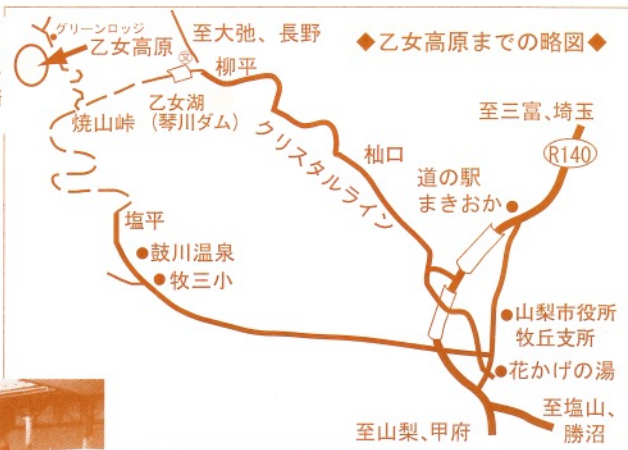 ◆乙女高原までの略図◆
グリーンロッジ
乙女高原
至大弛、長野
柳平
乙女湖
(琴川ダム)
焼山峠
クリスタルライン
杣口
至三富、埼玉
R140
道の駅
まきおか
塩平
鼓川温泉
牧三小
山梨市役所
牧丘支所
花かげの湯
至塩山、
勝沼
至山梨、甲府